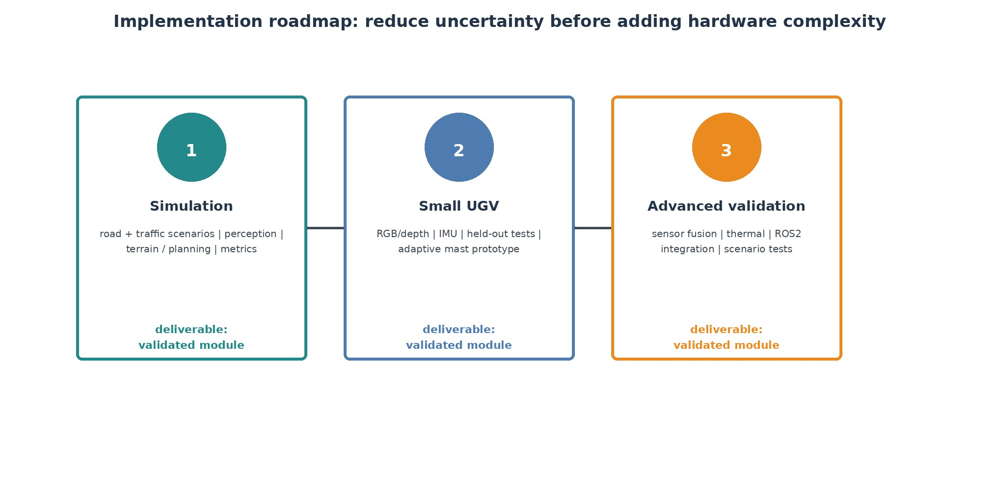 Implementation roadmap: reduce uncertainty before adding hardware complexity
1
Simulation
road + traffic scenarios | perception |
terrain / planning | metrics
deliverable:
validated module
2
Small UGV
RGB/depth | IMU | held-out tests |
adaptive mast prototype
deliverable:
validated module
3
Advanced validation
sensor fusion | thermal | ROS2
integration | scenario tests
deliverable:
validated module